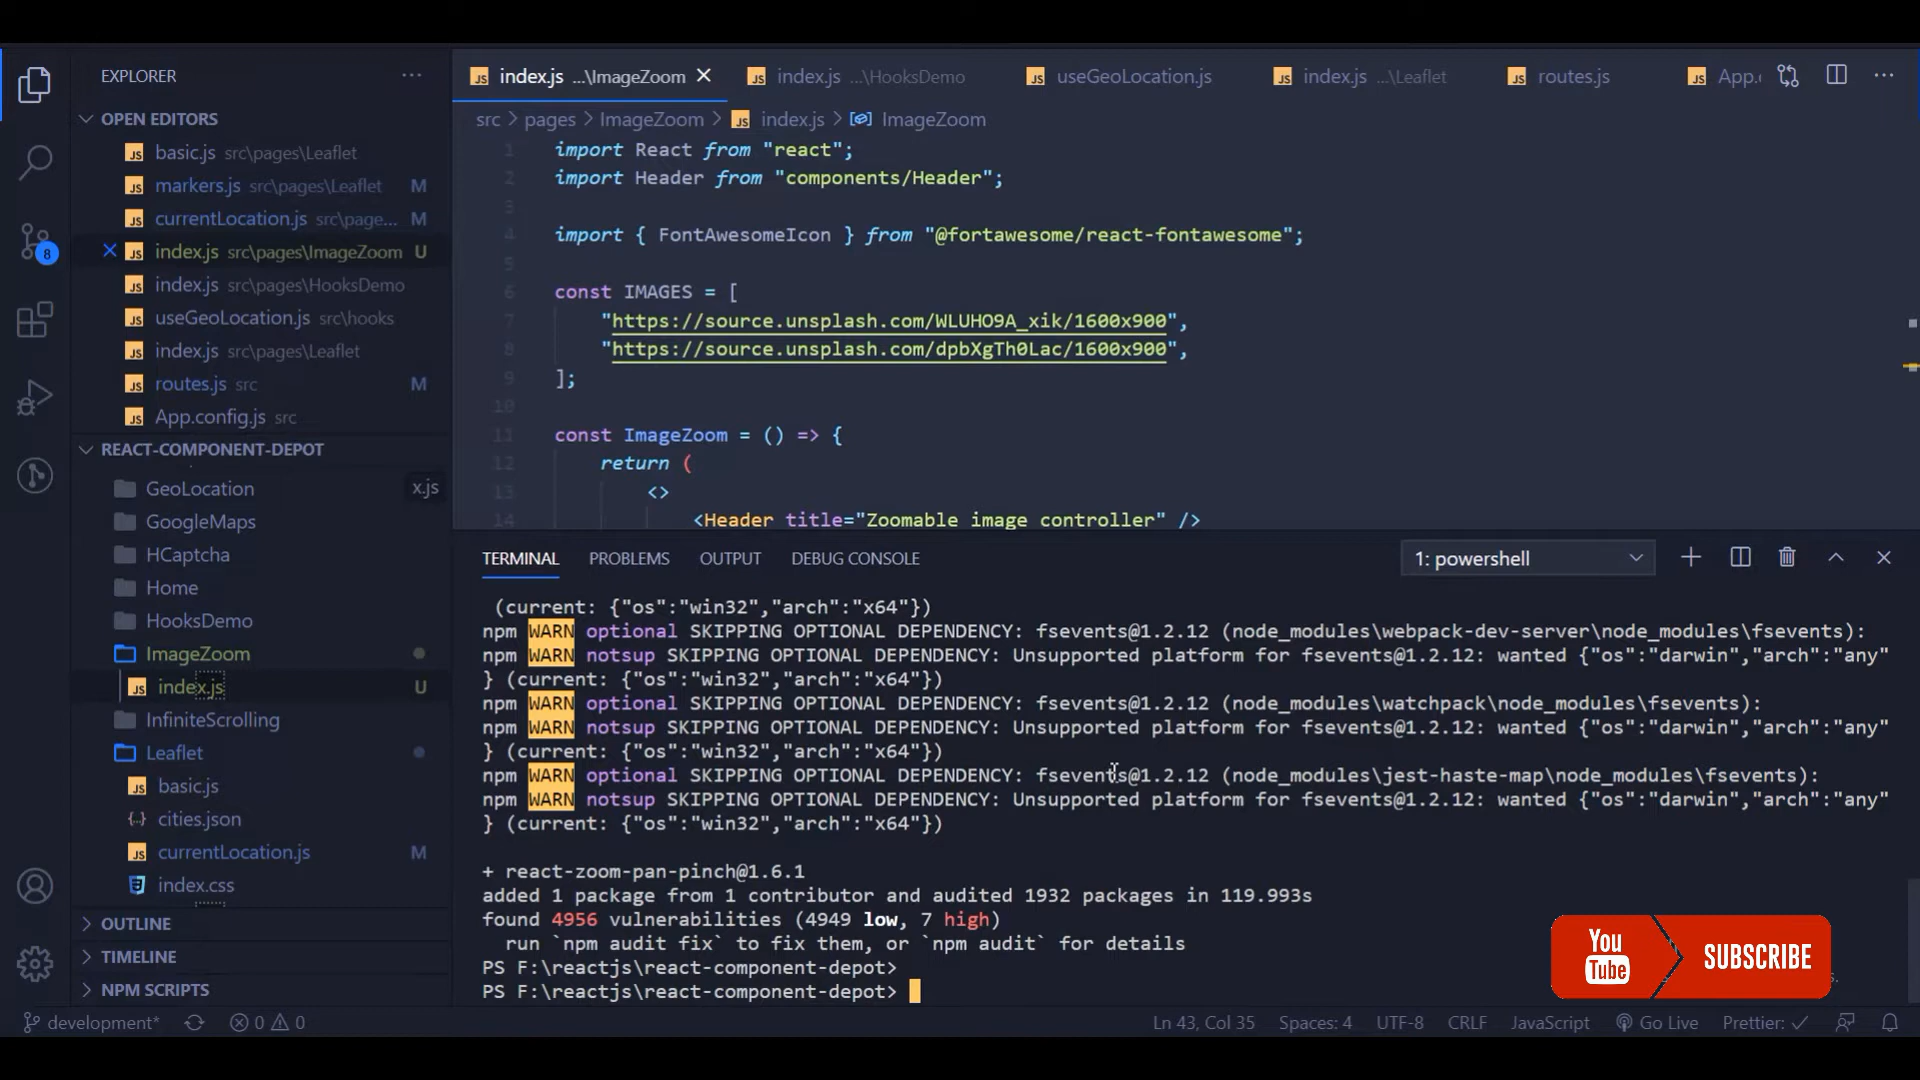 EXPLORER
OPEN EDITORS
basic.js src\pages\Leaflet
markers.js src\pages\Leaflet M
currentLocation.js src\page... M
index.js src\pages\ImageZoom U
index.js src\pages\HooksDemo
useGeoLocation.js src\hooks
index.js src\pages\Leaflet
routes.js src M
App.config.js src
8
REACT-COMPONENT-DEPOT
GeoLocation
x.js
GoogleMaps
HCaptcha
Home
HooksDemo
ImageZoom
index.js U
InfiniteScrolling
Leaflet
basic.js
cities.json
currentLocation.js M
index.css
OUTLINE
TIMELINE
NPM SCRIPTS
index.js ...\ImageZoom
index.js ...\HooksDemo
useGeoLocation.js
index.js ...\Leaflet
routes.js
App.
src > pages > ImageZoom > index.js > ImageZoom
1 import React from "react";
2 import Header from "components/Header";
3
4 import { FontAwesomeIcon } from "@fortawesome/react-fontawesome";
5
6 const IMAGES = [
7 "https://source.unsplash.com/WLUHO9A_xik/1600x900",
8 "https://source.unsplash.com/dpbXgTh0Lac/1600x900",
9 ];
10
11 const ImageZoom = () => {
12 return (
13 <>
14 <Header title="Zoomable image controller" />
TERMINAL PROBLEMS OUTPUT DEBUG CONSOLE
1: powershell
(current: {"os":"win32","arch":"x64"})
npm WARN optional SKIPPING OPTIONAL DEPENDENCY: fsevents@1.2.12 (node_modules\webpack-dev-server\node_modules\fsevents):
npm WARN notsup SKIPPING OPTIONAL DEPENDENCY: Unsupported platform for fsevents@1.2.12: wanted {"os":"darwin","arch":"any"
} (current: {"os":"win32","arch":"x64"})
npm WARN optional SKIPPING OPTIONAL DEPENDENCY: fsevents@1.2.12 (node_modules\watchpack\node_modules\fsevents):
npm WARN notsup SKIPPING OPTIONAL DEPENDENCY: Unsupported platform for fsevents@1.2.12: wanted {"os":"darwin","arch":"any"
} (current: {"os":"win32","arch":"x64"})
npm WARN optional SKIPPING OPTIONAL DEPENDENCY: fsevents@1.2.12 (node_modules\jest-haste-map\node_modules\fsevents):
npm WARN notsup SKIPPING OPTIONAL DEPENDENCY: Unsupported platform for fsevents@1.2.12: wanted {"os":"darwin","arch":"any"
} (current: {"os":"win32","arch":"x64"})
+ react-zoom-pan-pinch@1.6.1
added 1 package from 1 contributor and audited 1932 packages in 119.993s
found 4956 vulnerabilities (4949 low, 7 high)
run `npm audit fix` to fix them, or `npm audit` for details
PS F:\reactjs\react-component-depot>
PS F:\reactjs\react-component-depot>
You
Tube
SUBSCRIBE
development* 0 0
Ln 43, Col 35 Spaces: 4 UTF-8 CRLF JavaScript Go Live Prettier: ✓